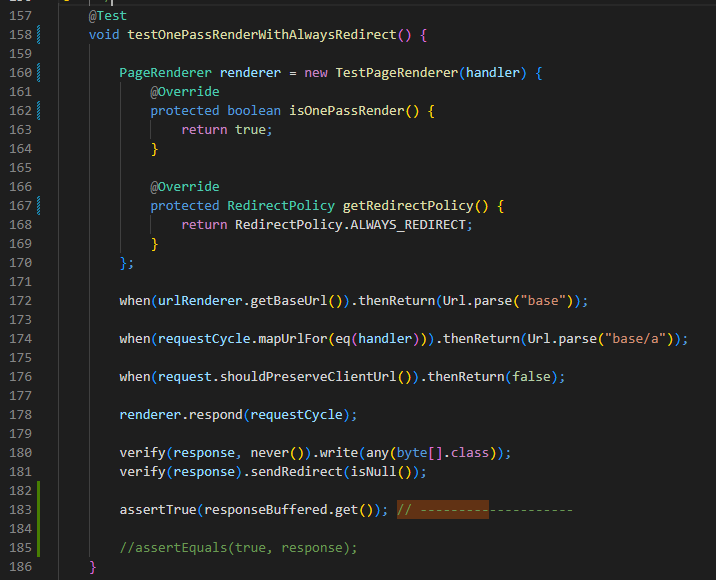 157 @Test
158 void testOnePassRenderWithAlwaysRedirect() {
159
160 PageRenderer renderer = new TestPageRenderer(handler) {
161 @Override
162 protected boolean isOnePassRender() {
163 return true;
164 }
165
166 @Override
167 protected RedirectPolicy getRedirectPolicy() {
168 return RedirectPolicy.ALWAYS_REDIRECT;
169 }
170 };
171
172 when(urlRenderer.getBaseUrl()).thenReturn(Url.parse("base"));
173
174 when(requestCycle.mapUrlFor(eq(handler))).thenReturn(Url.parse("base/a"));
175
176 when(request.shouldPreserveClientUrl()).thenReturn(false);
177
178 renderer.respond(requestCycle);
179
180 verify(response, never()).write(any(byte[].class));
181 verify(response).sendRedirect(isNull());
182
183 assertTrue(responseBuffered.get()); // --------------------
184
185 //assertEquals(true, response);
186 }